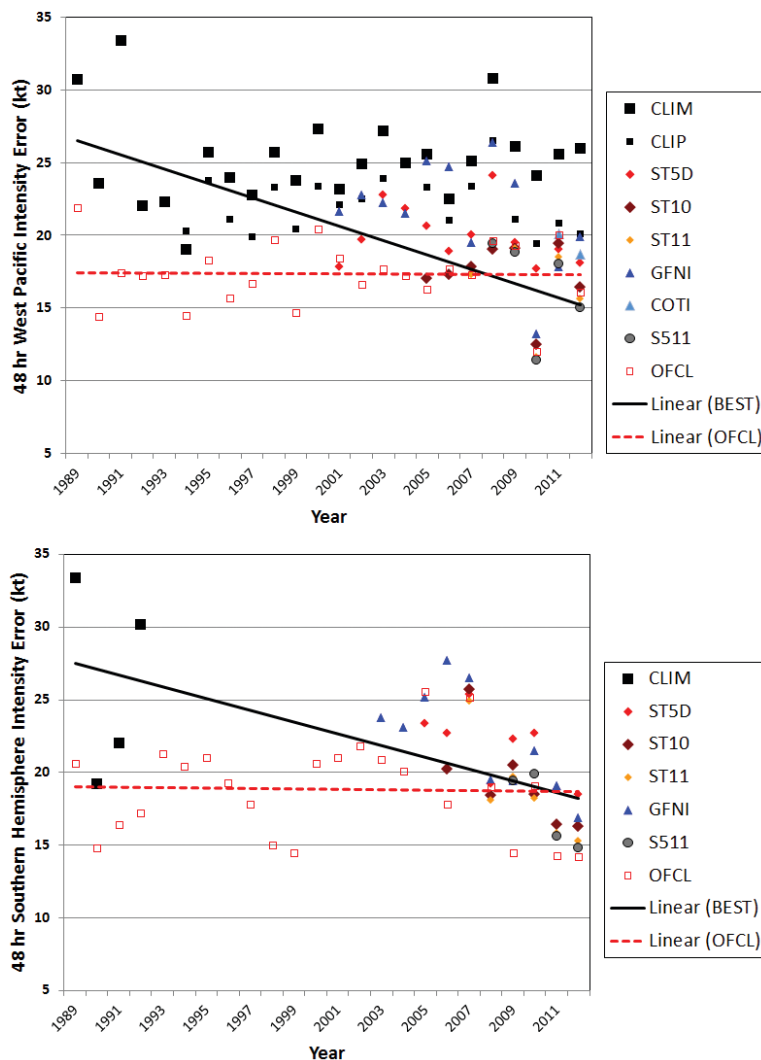 48 hr West Pacific Intensity Error (kt)
35
30
25
20
15
10
5
1989
1991
1993
1995
1997
1999
2001
2003
2005
2007
2009
2011
Year
CLIM
CLIP
ST5D
ST10
ST11
GFNI
COTI
S511
OFCL
Linear (BEST)
Linear (OFCL)
48 hr Southern Hemisphere Intensity Error (kt)
35
30
25
20
15
10
5
1989
1991
1993
1995
1997
1999
2001
2003
2005
2007
2009
2011
Year
CLIM
ST5D
ST10
ST11
GFNI
S511
OFCL
Linear (BEST)
Linear (OFCL)